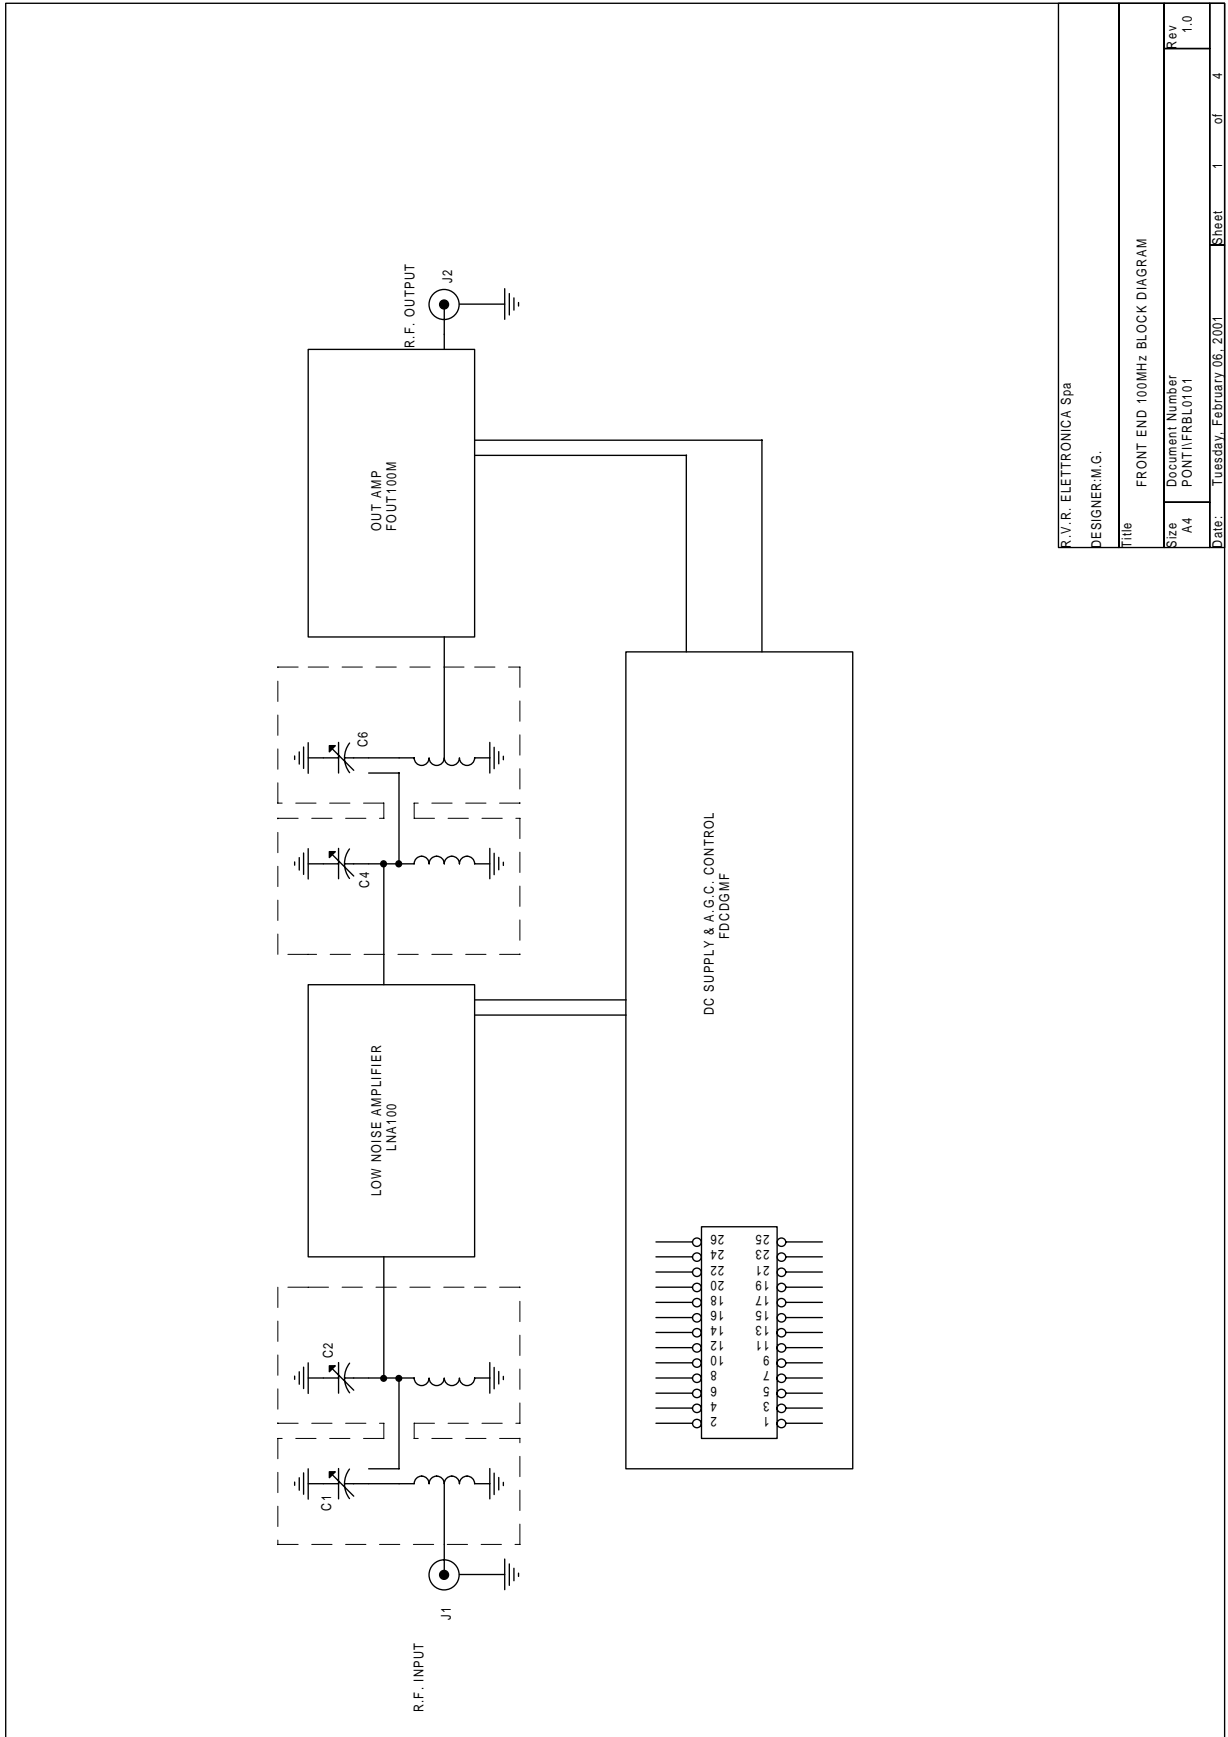 R.F. INPUT
J1
C1
C2
LOW NOISE AMPLIFIER
LNA100
C4
C6
OUT AMP
FOUT100M
R.F. OUTPUT
J2
DC SUPPLY & A.G.C. CONTROL
FDCDGMF
2 4 6 8 10 12 14 16 18 20 22 24 26
1 3 5 7 9 11 13 15 17 19 21 23 25
R.V.R. ELETTRONICA Spa
DESIGNER:M.G.
Title
FRONT END 100MHz BLOCK DIAGRAM
Size Document Number Rev
A4 PONTI\FRBL0101 1.0
Date: Tuesday, February 06, 2001 Sheet 1 of 4